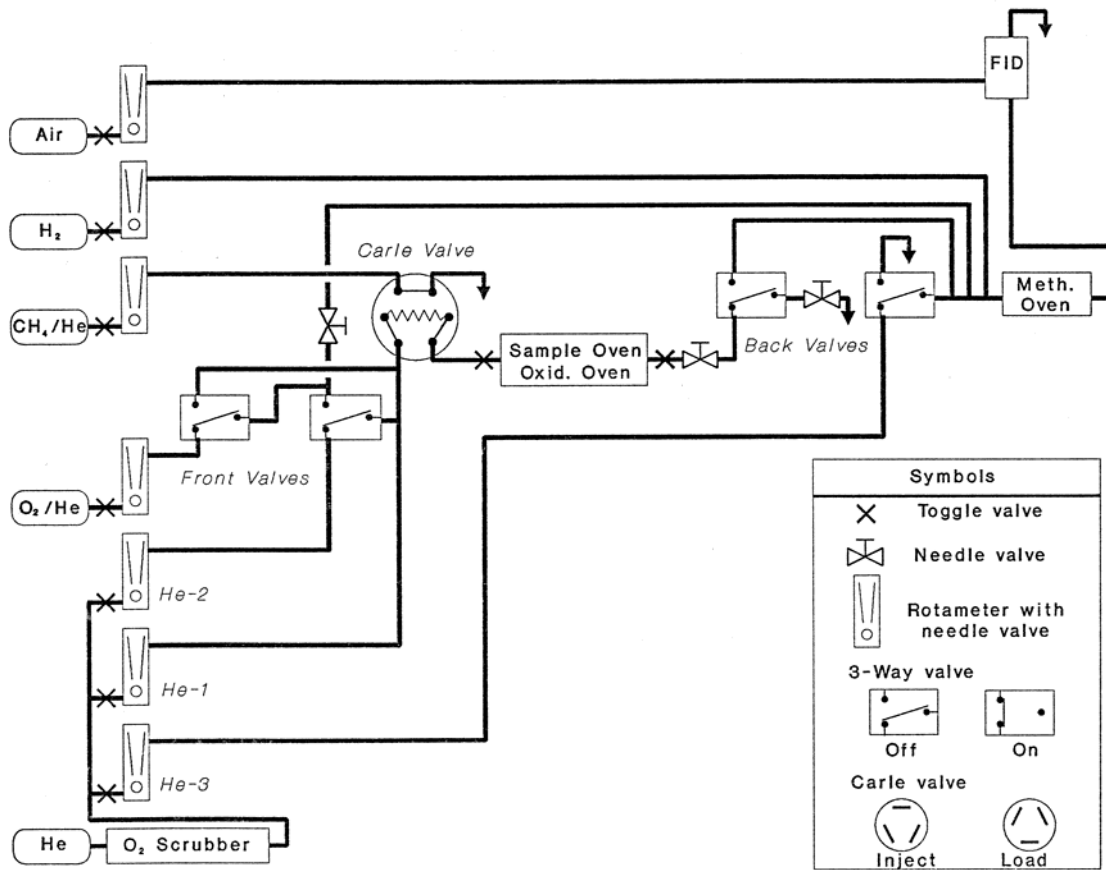 FID
Air
H₂
Carle Valve
CH₄/He
Meth.
Oven
Sample Oven
Oxid. Oven
Back Valves
Front Valves
O₂/He
He-2
He-1
He-3
He
O₂ Scrubber
Symbols
Toggle valve
Needle valve
Rotameter with
needle valve
3-Way valve
Off
On
Carle valve
Inject
Load